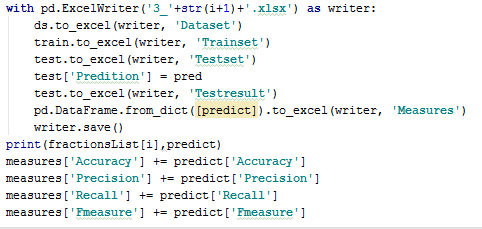 with pd.ExcelWriter('3_'+str(i+1)+'.xlsx') as writer:
    ds.to_excel(writer, 'Dataset')
    train.to_excel(writer, 'Trainset')
    test.to_excel(writer, 'Testset')
    test['Predition'] = pred
    test.to_excel(writer, 'Testresult')
    pd.DataFrame.from_dict([predict]).to_excel(writer, 'Measures')
    writer.save()
print(fractionsList[i],predict)
measures['Accuracy'] += predict['Accuracy']
measures['Precision'] += predict['Precision']
measures['Recall'] += predict['Recall']
measures['Fmeasure'] += predict['Fmeasure']